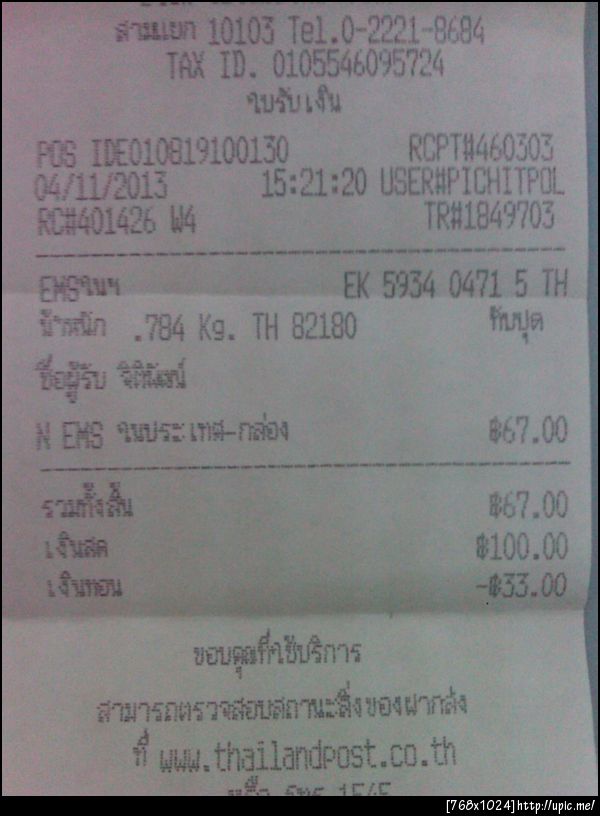 สามแยก 10103 Tel.0-2221-8684
TAX ID. 0105546095724
ใบรับเงิน
POS IDE010819100130 RCPT#460303
04/11/2013 15:21:20 USER#PICHITPOL
RC#401426 W4 TR#1849703
EMSในฯ EK 5934 0471 5 TH
น้ำหนัก .784 Kg. TH 82180 ทับปุด
ชื่อผู้รับ
N EMS ในประเทศ-กล่อง ฿67.00
รวมทั้งสิ้น ฿67.00
เงินสด ฿100.00
เงินทอน -฿33.00
ขอบคุณที่ใช้บริการ
สามารถตรวจสอบสถานะสิ่งของฝากส่ง
ที่ www.thailandpost.co.th
หรือ โทร 1545
[768x1024]http://upic.me/